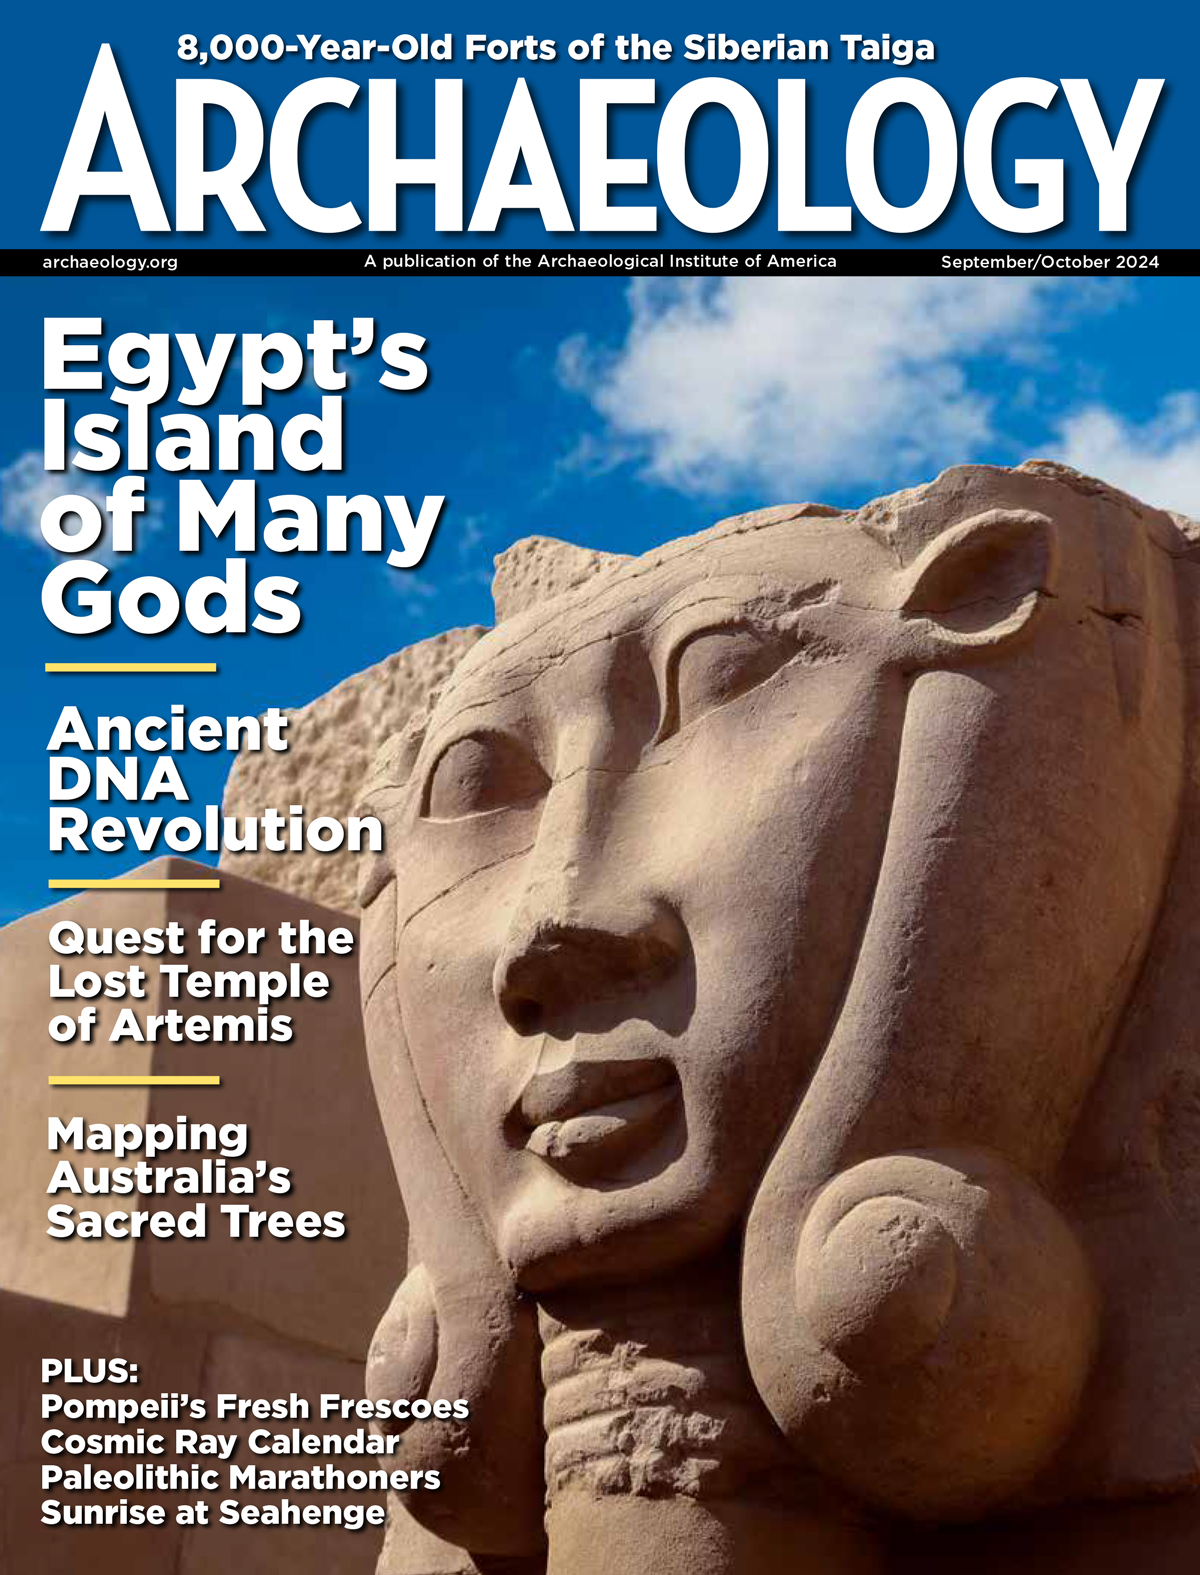 8,000-Year-Old Forts of the Siberian Taiga
ARCHAEOLOGY
archaeology.org
A publication of the Archaeological Institute of America
September/October 2024
Egypt's
Island
of Many
Gods
Ancient
DNA
Revolution
Quest for the
Lost Temple
of Artemis
Mapping
Australia's
Sacred Trees
PLUS:
Pompeii's Fresh Frescoes
Cosmic Ray Calendar
Paleolithic Marathoners
Sunrise at Seahenge